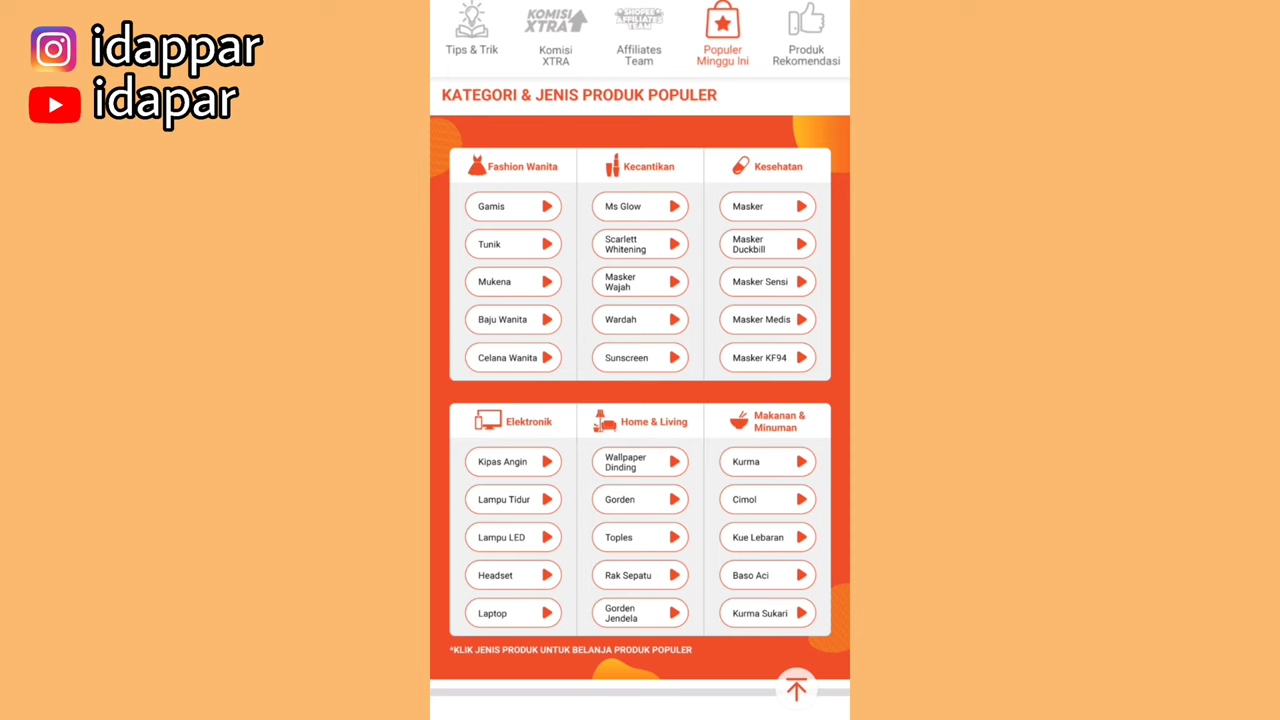 idappar
idapar
KOMISI
XTRA
SHOPEE
AFFILIATES
TEAM
Tips & Trik
Komisi
XTRA
Affiliates
Team
Populer
Minggu Ini
Produk
Rekomendasi
KATEGORI & JENIS PRODUK POPULER
Fashion Wanita
Kecantikan
Kesehatan
Gamis
Ms Glow
Masker
Tunik
Scarlett
Whitening
Masker
Duckbill
Mukena
Masker
Wajah
Masker Sensi
Baju Wanita
Wardah
Masker Medis
Celana Wanita
Sunscreen
Masker KF94
Elektronik
Home & Living
Makanan &
Minuman
Kipas Angin
Wallpaper
Dinding
Kurma
Lampu Tidur
Gorden
Cimol
Lampu LED
Toples
Kue Lebaran
Headset
Rak Sepatu
Baso Aci
Laptop
Gorden
Jendela
Kurma Sukari
*KLIK JENIS PRODUK UNTUK BELANJA PRODUK POPULER